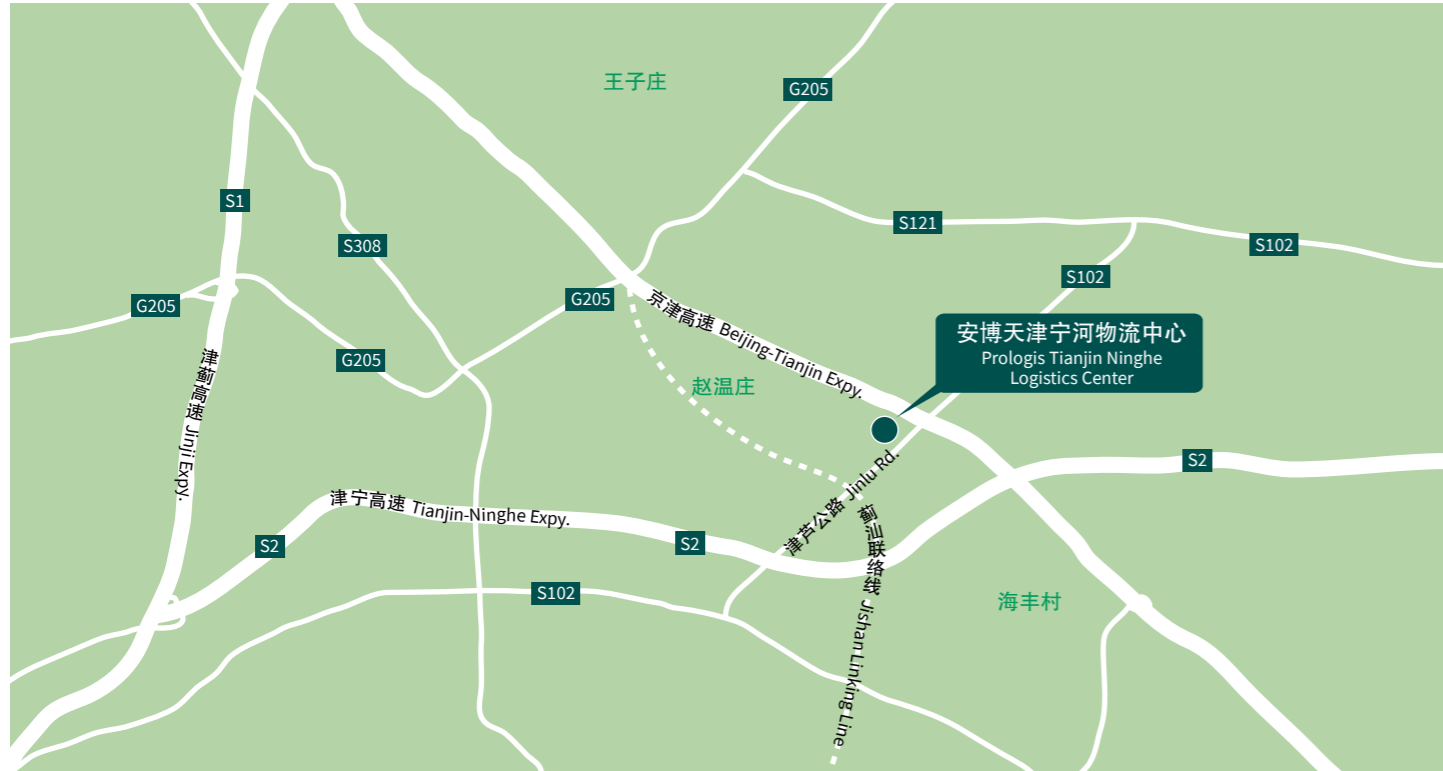 王子庄
G205
S1
S121
S102
S308
S102
G205
G205
京津高速 Beijing-Tianjin Expy.
安博天津宁河物流中心
Prologis Tianjin Ninghe
Logistics Center
G205
津蓟高速 Jinji Expy.
赵温庄
S2
津芦公路 Jinlu Rd.
津宁高速 Tianjin-Ninghe Expy.
S2
S2
蓟汕联络线 Jishan Linking Line
S102
海丰村